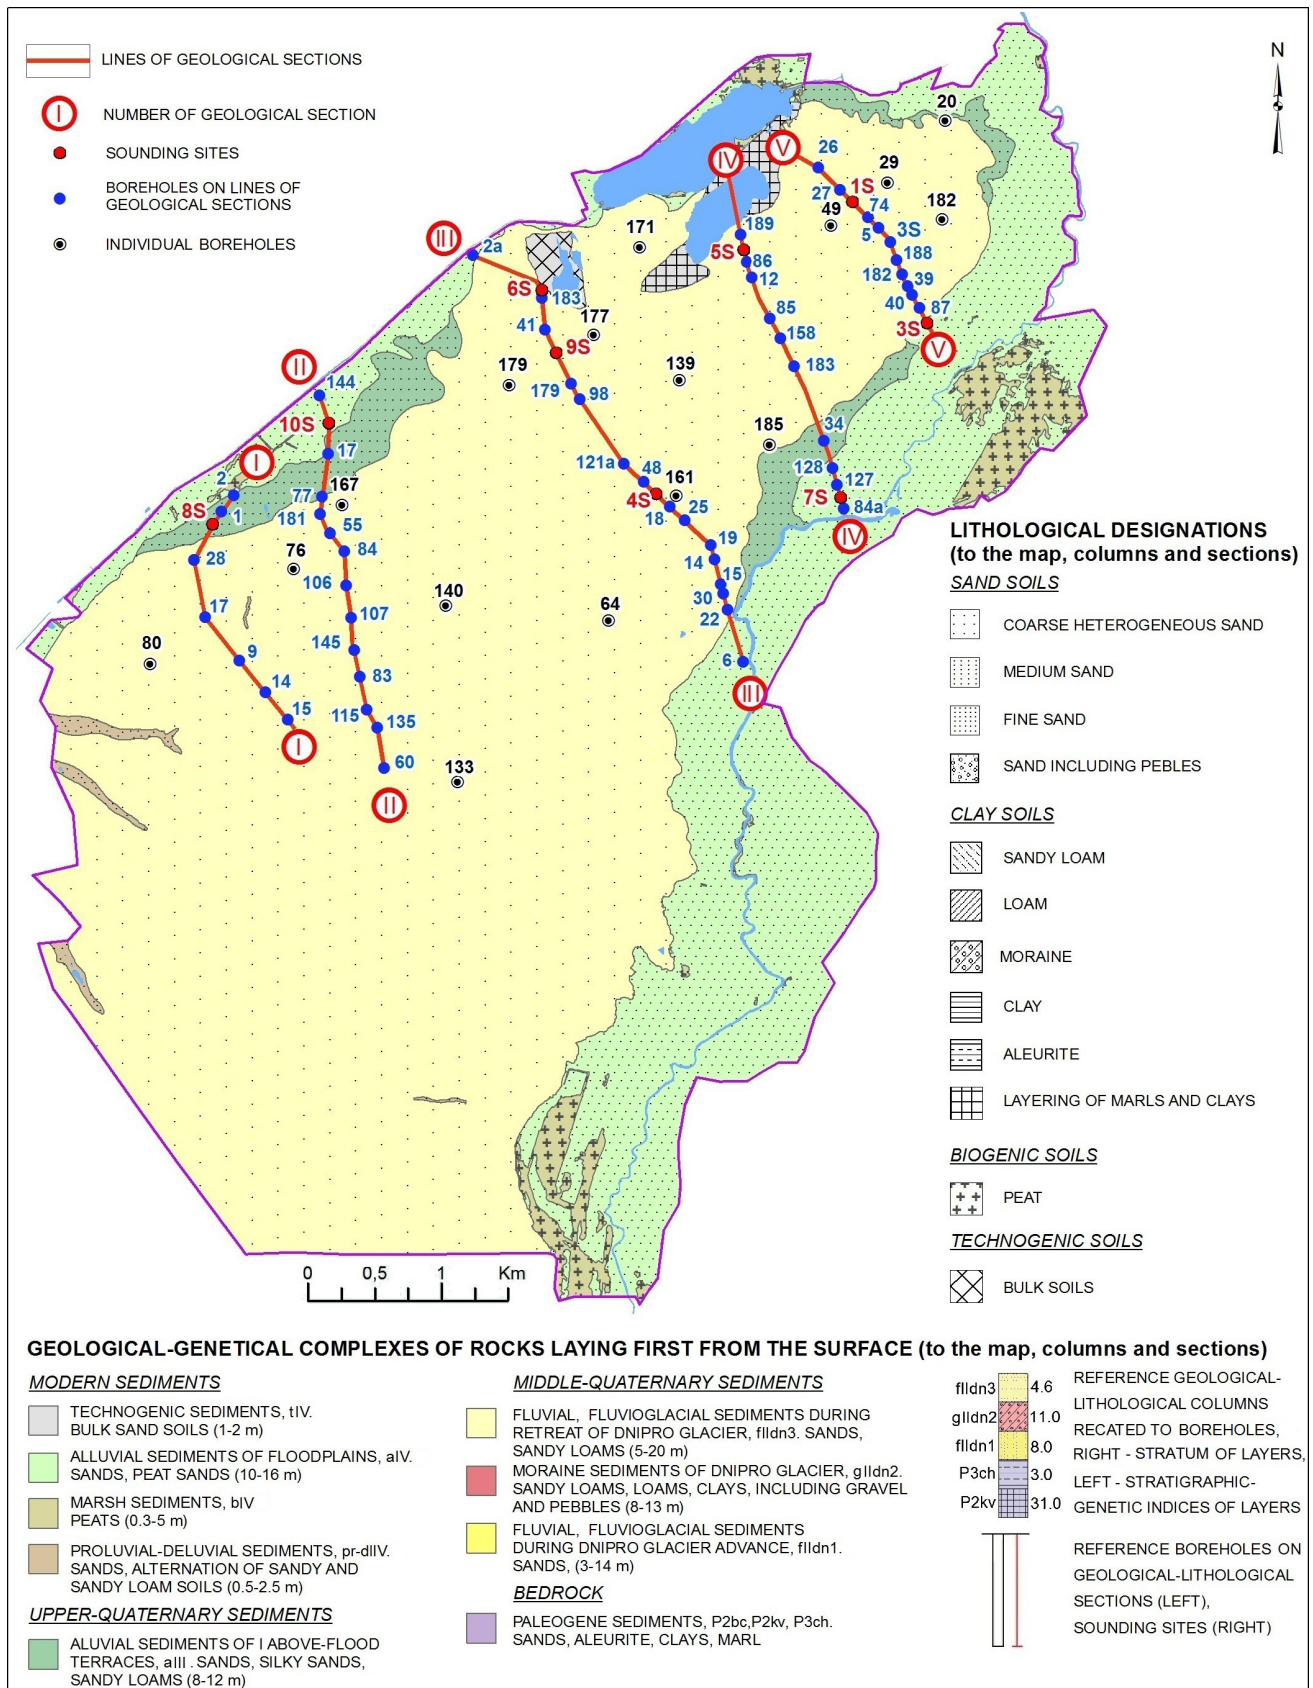 LINES OF GEOLOGICAL SECTIONS
I
NUMBER OF GEOLOGICAL SECTION
SOUNDING SITES
BOREHOLES ON LINES OF
GEOLOGICAL SECTIONS
INDIVIDUAL BOREHOLES
N
20
26
V
IV
29
27
1S
74
182
49
5
3S
171
189
188
III
2a
5S
86
182
39
12
6S
183
40
87
85
3S
177
41
158
V
9S
II
179
139
183
144
179
98
10S
185
34
17
I
121a
48
128
2
161
127
77
167
4S
7S
8S
1
181
18
25
84a
55
IV
28
76
84
19
14
106
15
140
30
17
107
64
22
145
80
9
6
83
14
III
15
115
135
I
60
133
II
LITHOLOGICAL DESIGNATIONS
(to the map, columns and sections)
SAND SOILS
COARSE HETEROGENEOUS SAND
MEDIUM SAND
FINE SAND
SAND INCLUDING PEBLES
CLAY SOILS
SANDY LOAM
LOAM
MORAINE
CLAY
ALEURITE
LAYERING OF MARLS AND CLAYS
BIOGENIC SOILS
PEAT
TECHNOGENIC SOILS
BULK SOILS
0 0,5 1 Km
GEOLOGICAL-GENETICAL COMPLEXES OF ROCKS LAYING FIRST FROM THE SURFACE (to the map, columns and sections)
MODERN SEDIMENTS
TECHNOGENIC SEDIMENTS, tIV.
BULK SAND SOILS (1-2 m)
ALLUVIAL SEDIMENTS OF FLOODPLAINS, aIV.
SANDS, PEAT SANDS (10-16 m)
MARSH SEDIMENTS, bIV
PEATS (0.3-5 m)
PROLUVIAL-DELUVIAL SEDIMENTS, pr-dIIV.
SANDS, ALTERNATION OF SANDY AND
SANDY LOAM SOILS (0.5-2.5 m)
UPPER-QUATERNARY SEDIMENTS
ALUVIAL SEDIMENTS OF I ABOVE-FLOOD
TERRACES, aIII. SANDS, SILKY SANDS,
SANDY LOAMS (8-12 m)
MIDDLE-QUATERNARY SEDIMENTS
FLUVIAL, FLUVIOGLACIAL SEDIMENTS DURING
RETREAT OF DNIPRO GLACIER, fIIdn3. SANDS,
SANDY LOAMS (5-20 m)
MORAINE SEDIMENTS OF DNIPRO GLACIER, gIIdn2.
SANDY LOAMS, LOAMS, CLAYS, INCLUDING GRAVEL
AND PEBBLES (8-13 m)
FLUVIAL, FLUVIOGLACIAL SEDIMENTS
DURING DNIPRO GLACIER ADVANCE, fIIdn1.
SANDS, (3-14 m)
BEDROCK
PALEOGENE SEDIMENTS, P2bc,P2kv, P3ch.
SANDS, ALEURITE, CLAYS, MARL
fIIdn3 4.6
gIIdn2 11.0
fIIdn1 8.0
P3ch 3.0
P2kv 31.0
REFERENCE GEOLOGICAL-
LITHOLOGICAL COLUMNS
RECATED TO BOREHOLES,
RIGHT - STRATUM OF LAYERS,
LEFT - STRATIGRAPHIC-
GENETIC INDICES OF LAYERS
REFERENCE BOREHOLES ON
GEOLOGICAL-LITHOLOGICAL
SECTIONS (LEFT),
SOUNDING SITES (RIGHT)